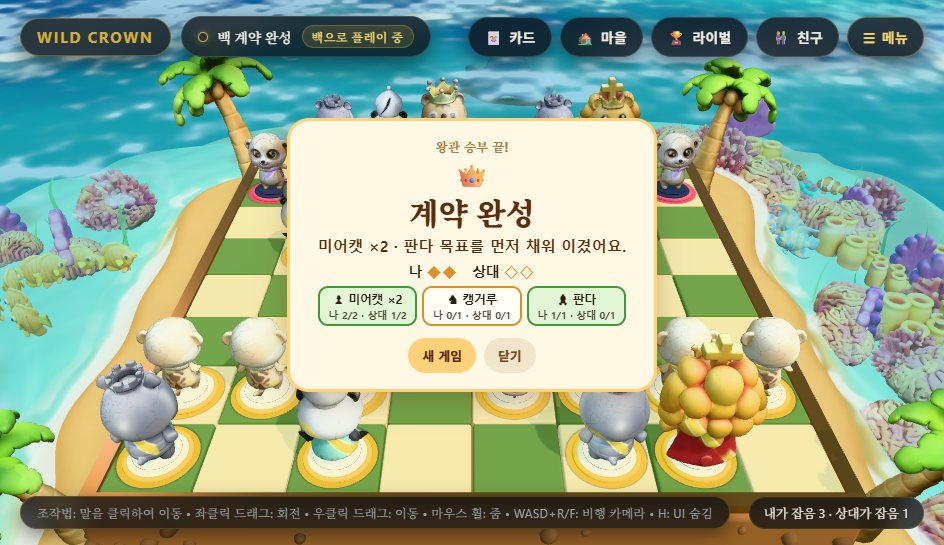 WILD CROWN
백 계약 완성 백으로 플레이 중
카드
마을
라이벌
친구
메뉴
왕관 승부 끝!
계약 완성
미어캣 ×2 · 판다 목표를 먼저 채워 이겼어요.
나 ◆◆ 상대 ◇◇
♟ 미어캣 ×2
나 2/2 · 상대 1/2
♞ 캥거루
나 0/1 · 상대 0/1
♝ 판다
나 1/1 · 상대 0/1
새 게임
닫기
조작법: 말을 클릭하여 이동 • 좌클릭 드래그: 회전 • 우클릭 드래그: 이동 • 마우스 휠: 줌 • WASD+R/F: 비행 카메라 • H: UI 숨김
내가 잡음 3 · 상대가 잡음 1